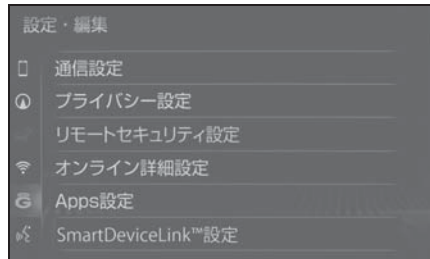 設定・編集
通信設定
プライバシー設定
リモートセキュリティ設定
オンライン詳細設定
Apps設定
SmartDeviceLink™設定